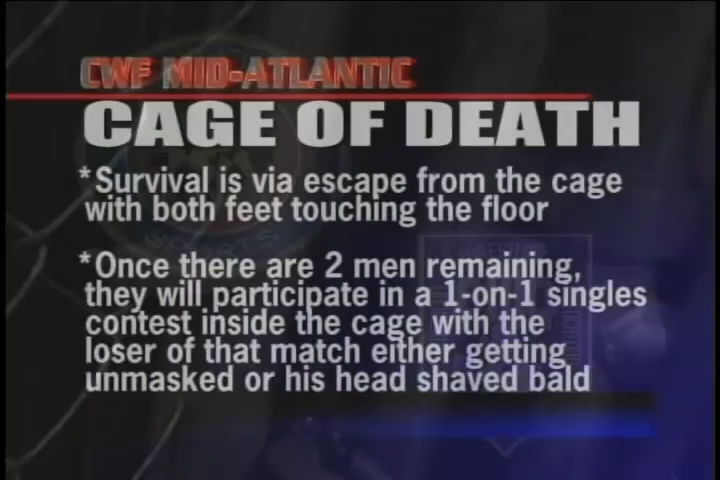 CWF MID-ATLANTIC
CAGE OF DEATH
*Survival is via escape from the cage
with both feet touching the floor
SPORTS
*Once there are 2 men remaining,
they will participate in a 1-on-1 singles
contest inside the cage with the
loser of that match either getting
unmasked or his head shaved bald